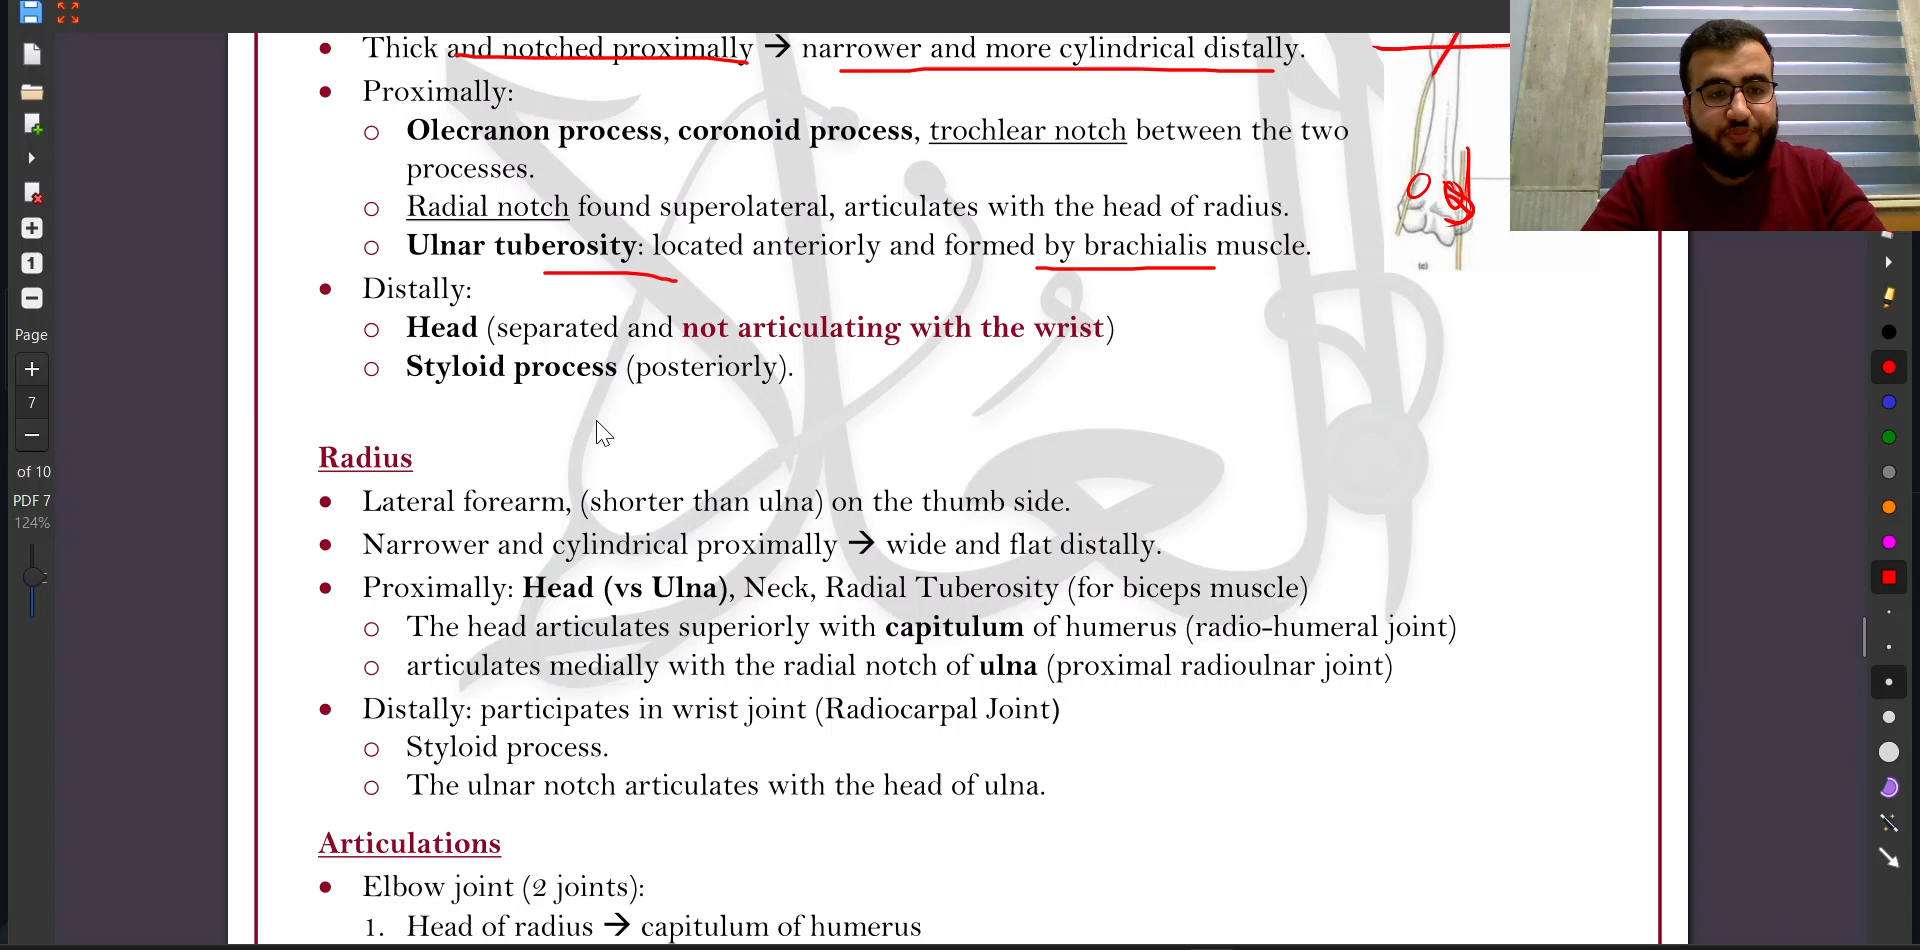 • Thick and notched proximally → narrower and more cylindrical distally.
• Proximally:
o Olecranon process, coronoid process, trochlear notch between the two
processes.
o Radial notch found superolateral, articulates with the head of radius.
o Ulnar tuberosity: located anteriorly and formed by brachialis muscle.
• Distally:
o Head (separated and not articulating with the wrist)
o Styloid process (posteriorly).
Radius
• Lateral forearm, (shorter than ulna) on the thumb side.
• Narrower and cylindrical proximally → wide and flat distally.
• Proximally: Head (vs Ulna), Neck, Radial Tuberosity (for biceps muscle)
o The head articulates superiorly with capitulum of humerus (radio-humeral joint)
o articulates medially with the radial notch of ulna (proximal radioulnar joint)
• Distally: participates in wrist joint (Radiocarpal Joint)
o Styloid process.
o The ulnar notch articulates with the head of ulna.
Articulations
• Elbow joint (2 joints):
1. Head of radius → capitulum of humerus
1
Page
7
of 10
PDF 7
124%
(c)